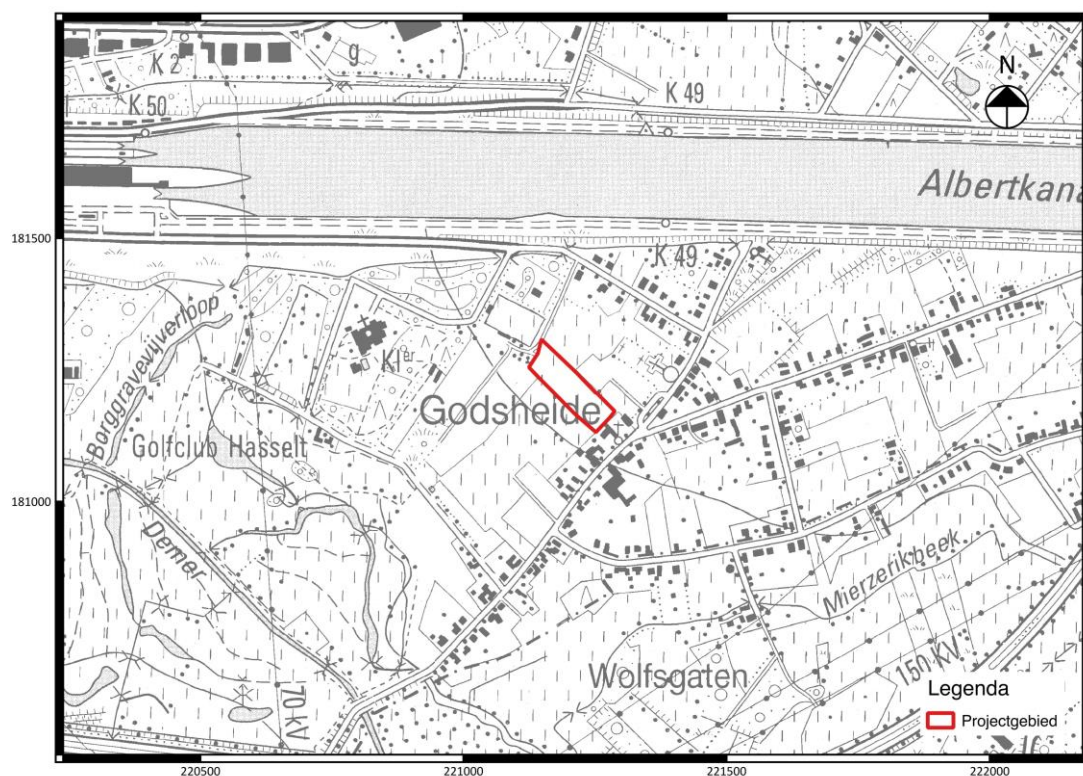 K 2
g
K 50
K 49
N
Albertkana
181500
K 49
Borggravevijverloop
Kl
Godsheide
Golfclub Hasselt
181000
Demer
Mierzerikbeek
Wolfsgaten
150 KV
70 kV
Legenda
Projectgebied
220500
221000
221500
222000